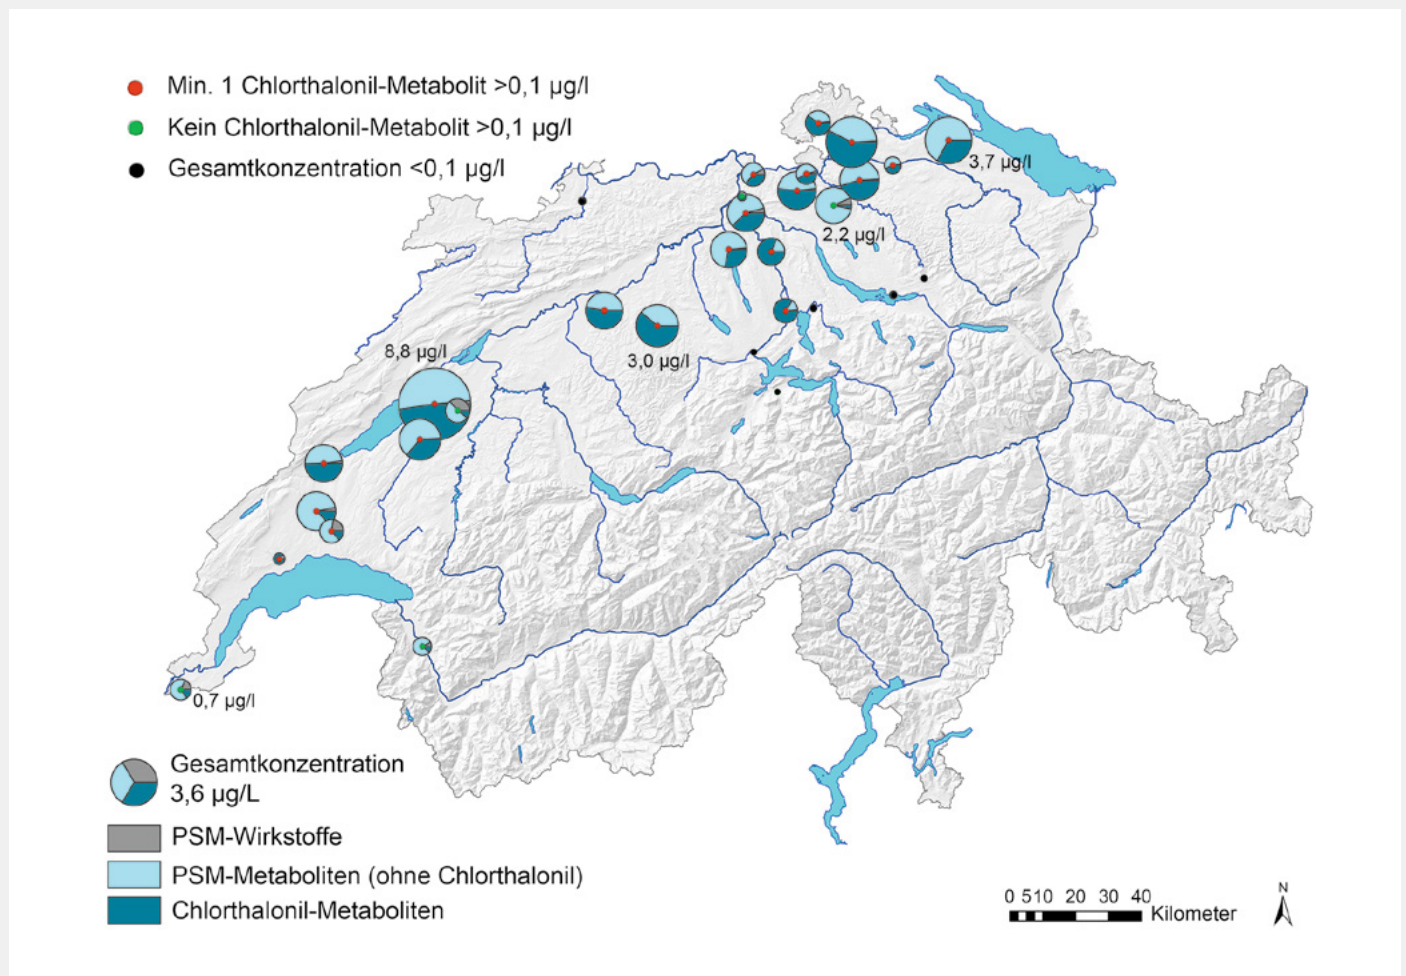 Min. 1 Chlorthalonil-Metabolit >0,1 µg/l
Kein Chlorthalonil-Metabolit >0,1 µg/l
Gesamtkonzentration <0,1 µg/l
3,7 µg/l
2,2 µg/l
8,8 µg/l
3,0 µg/l
0,7 µg/l
Gesamtkonzentration
3,6 µg/L
PSM-Wirkstoffe
PSM-Metaboliten (ohne Chlorthalonil)
Chlorthalonil-Metaboliten
0 5 10 20 30 40
Kilometer
N